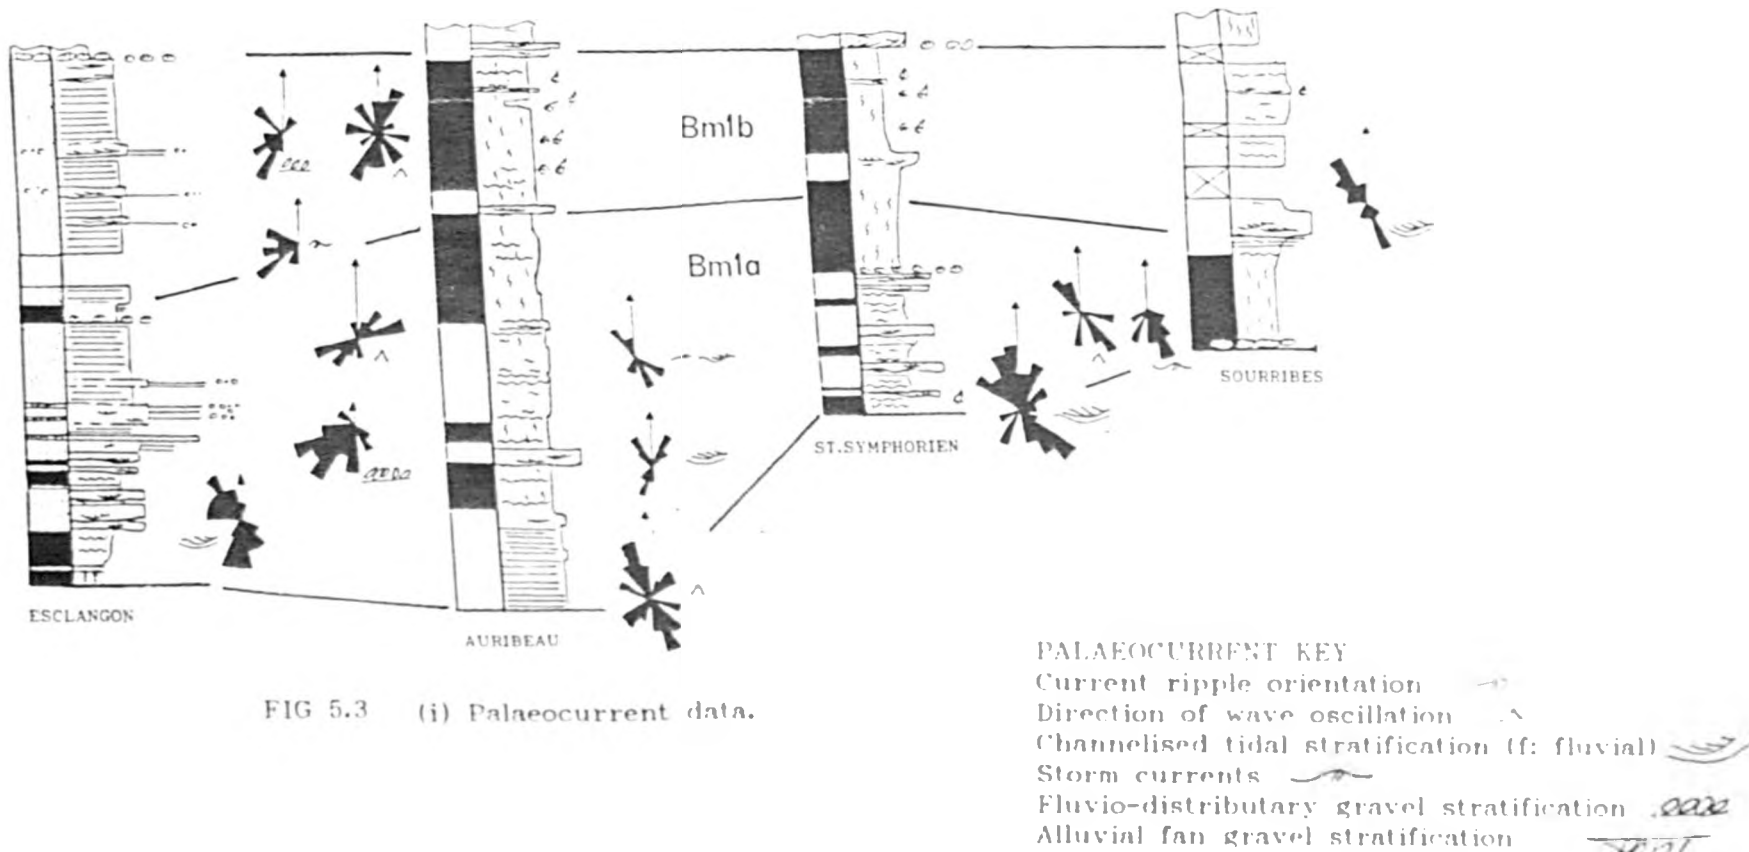 Bm1b
Bm1a
SOURRIBES
ST.SYMPHORIEN
ESCLANGON
AURIBEAU
FIG 5.3 (i) Palaeocurrent data.
PALAEOCURRENT KEY
Current ripple orientation
Direction of wave oscillation
Channelised tidal stratification (f: fluvial)
Storm currents
Fluvio-distributary gravel stratification
Alluvial fan gravel stratification